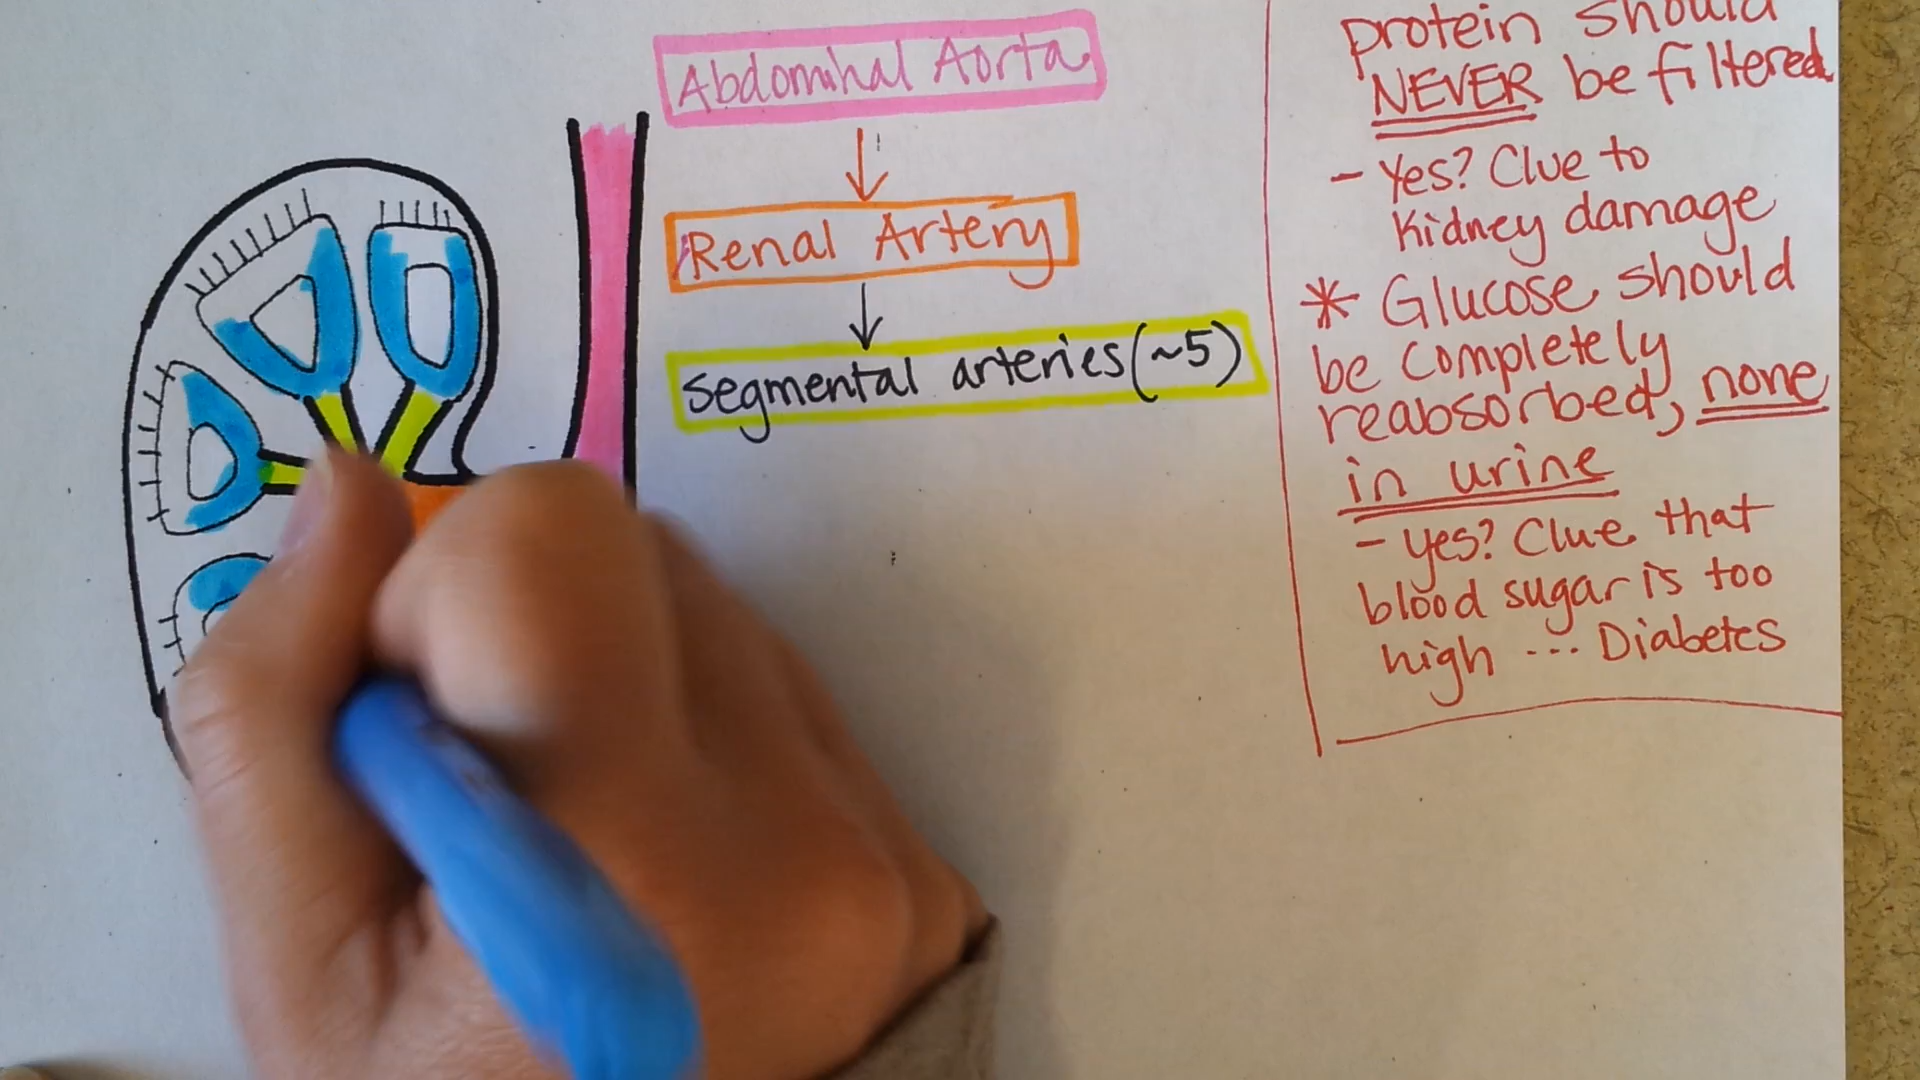 Abdominal Aorta
Renal Artery
segmental arteries (~5)
protein should
NEVER be filtered
- Yes? Clue to
Kidney damage
* Glucose should
be completely
reabsorbed, none
in urine
- yes? Clue that
blood sugar is too
high --- Diabetes